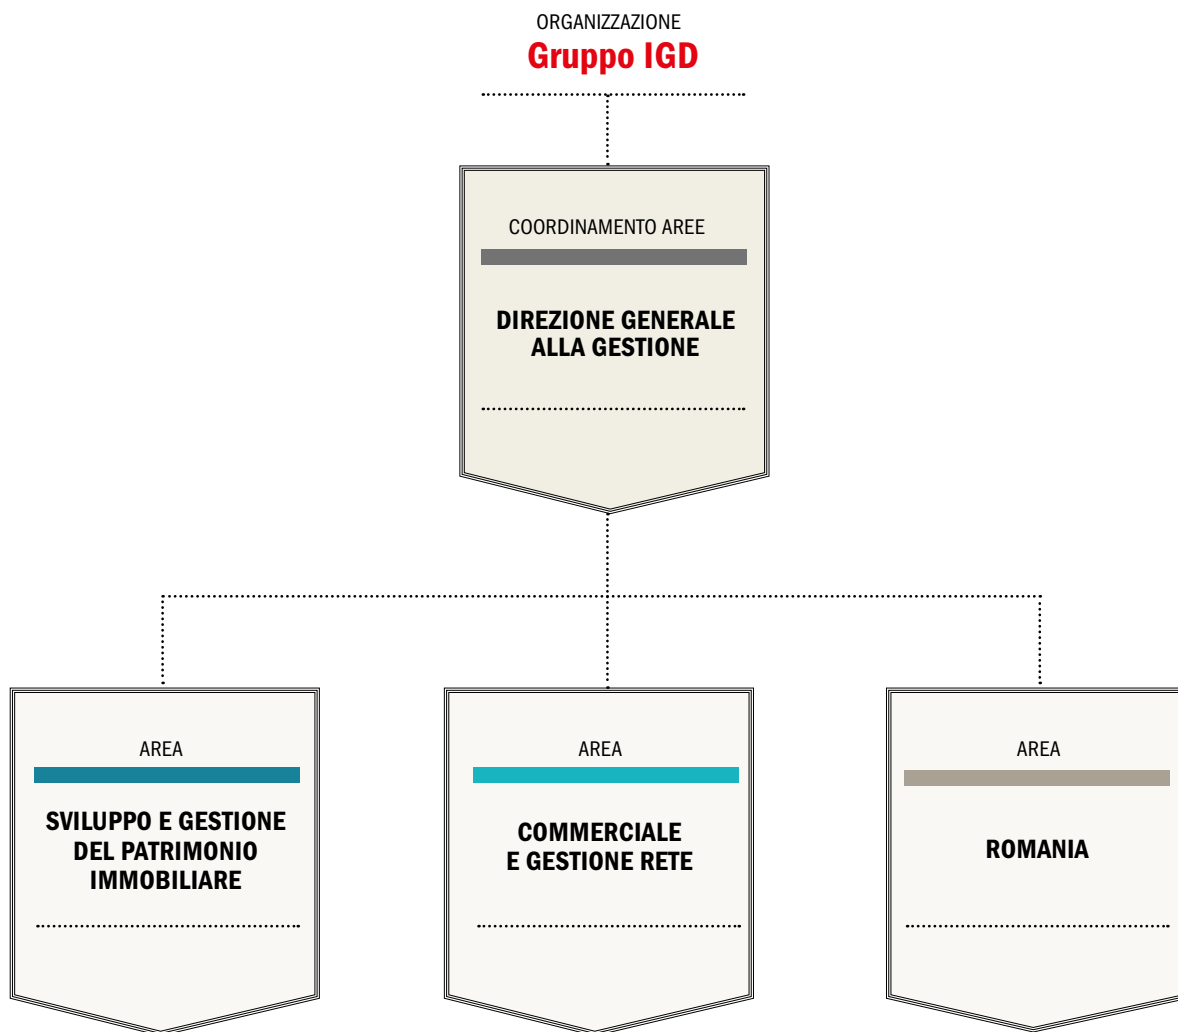 ORGANIZZAZIONE
Gruppo IGD
COORDINAMENTO AREE
DIREZIONE GENERALE
ALLA GESTIONE
AREA
SVILUPPO E GESTIONE
DEL PATRIMONIO
IMMOBILIARE
AREA
COMMERCIALE
E GESTIONE RETE
AREA
ROMANIA